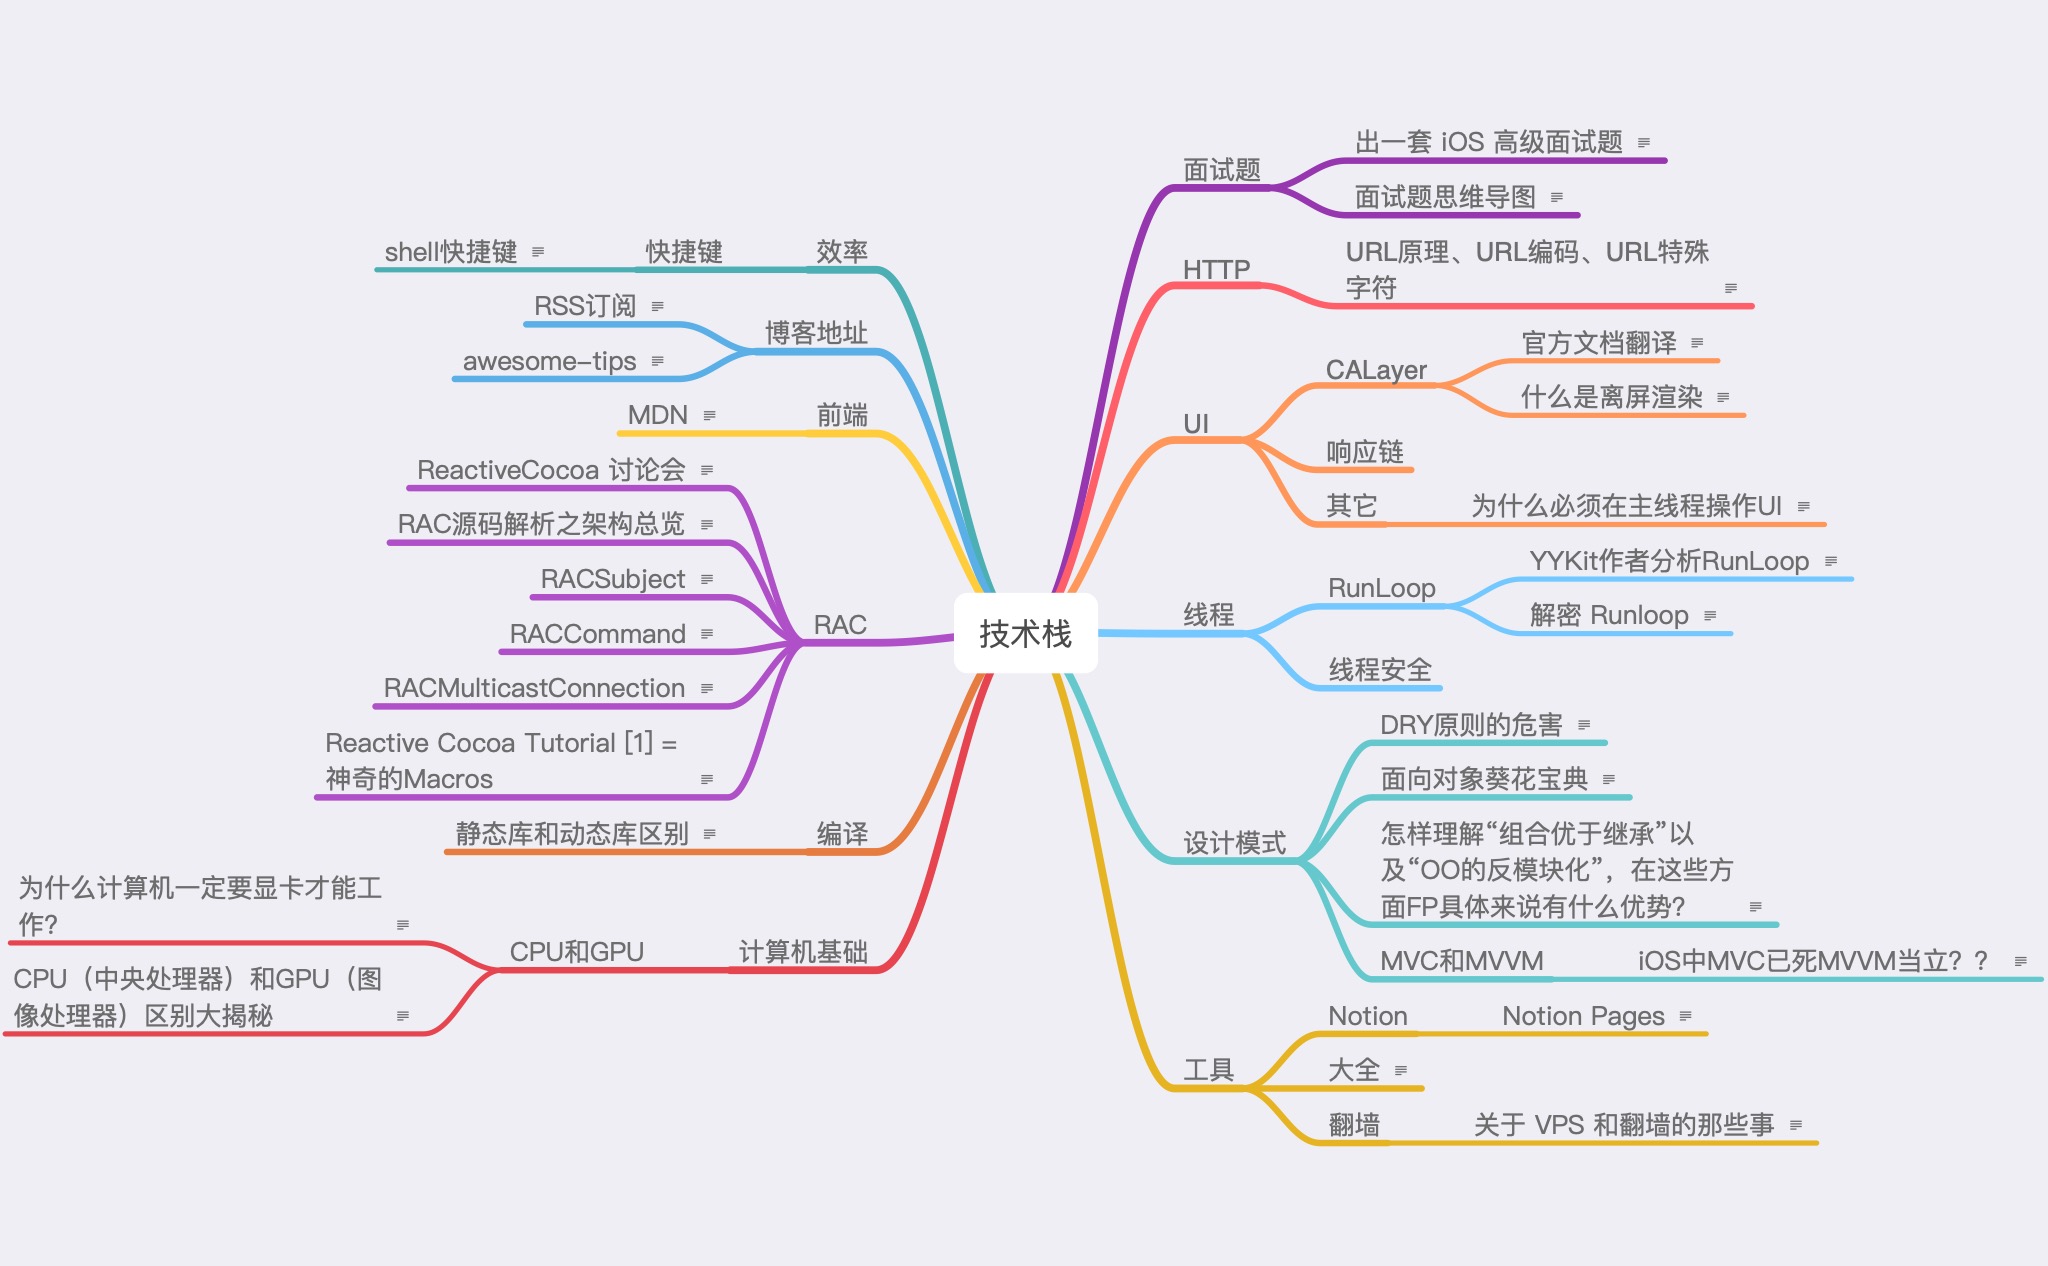 技术栈
面试题
出一套 iOS 高级面试题
面试题思维导图
HTTP
URL原理、URL编码、URL特殊
字符
UI
CALayer
官方文档翻译
什么是离屏渲染
响应链
其它
为什么必须在主线程操作UI
线程
RunLoop
YYKit作者分析RunLoop
解密 Runloop
线程安全
设计模式
DRY原则的危害
面向对象葵花宝典
怎样理解“组合优于继承”以
及“OO的反模块化”，在这些方
面FP具体来说有什么优势？
MVC和MVVM
iOS中MVC已死MVVM当立？？
工具
Notion
Notion Pages
大全
翻墙
关于 VPS 和翻墙的那些事
效率
快捷键
shell快捷键
博客地址
RSS订阅
awesome-tips
前端
MDN
RAC
ReactiveCocoa 讨论会
RAC源码解析之架构总览
RACSubject
RACCommand
RACMulticastConnection
Reactive Cocoa Tutorial [1] =
神奇的Macros
编译
静态库和动态库区别
计算机基础
CPU和GPU
为什么计算机一定要显卡才能工
作？
CPU（中央处理器）和GPU（图
像处理器）区别大揭秘